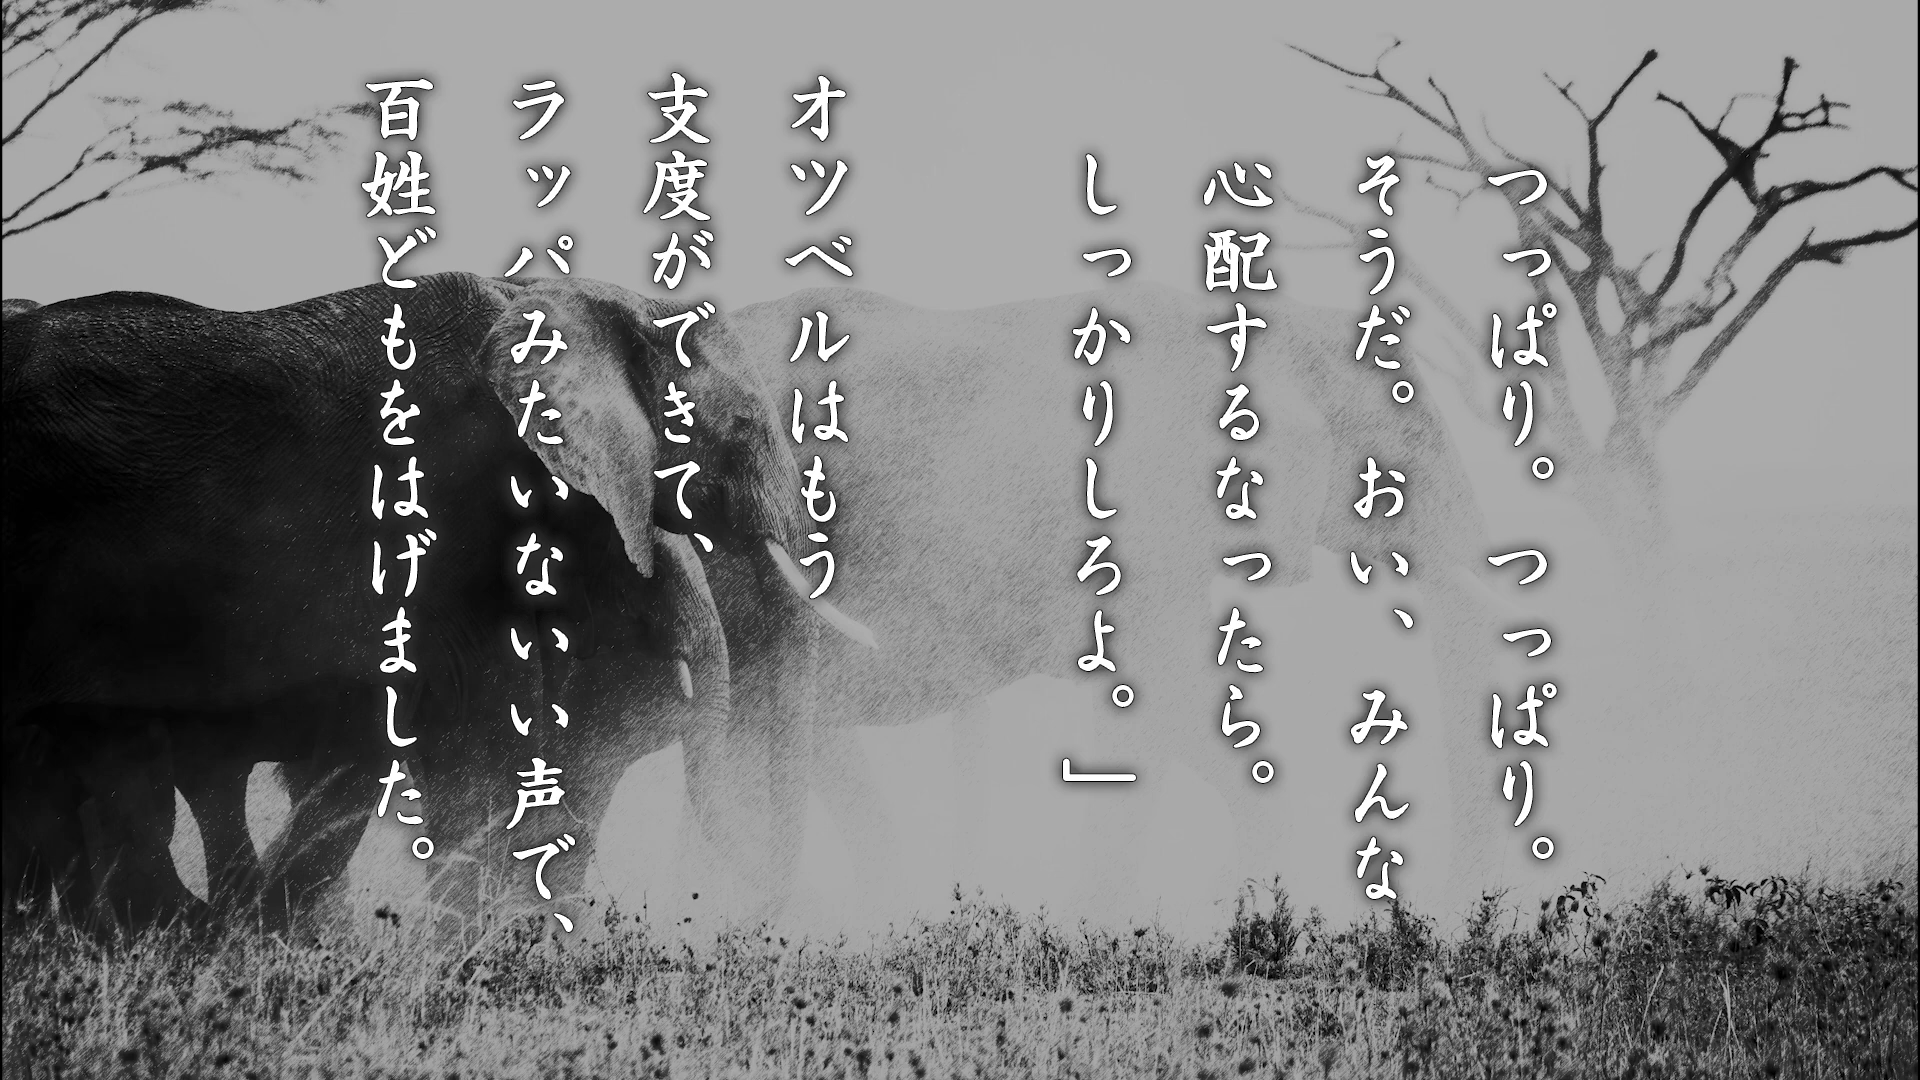 つっぱり。つっぱり。
そうだ。おい、みんな
心配するなったら。
しっかりしろよ。」
オツベルはもう
支度ができて、
ラッパみたいないい声で、
百姓どもをはげました。